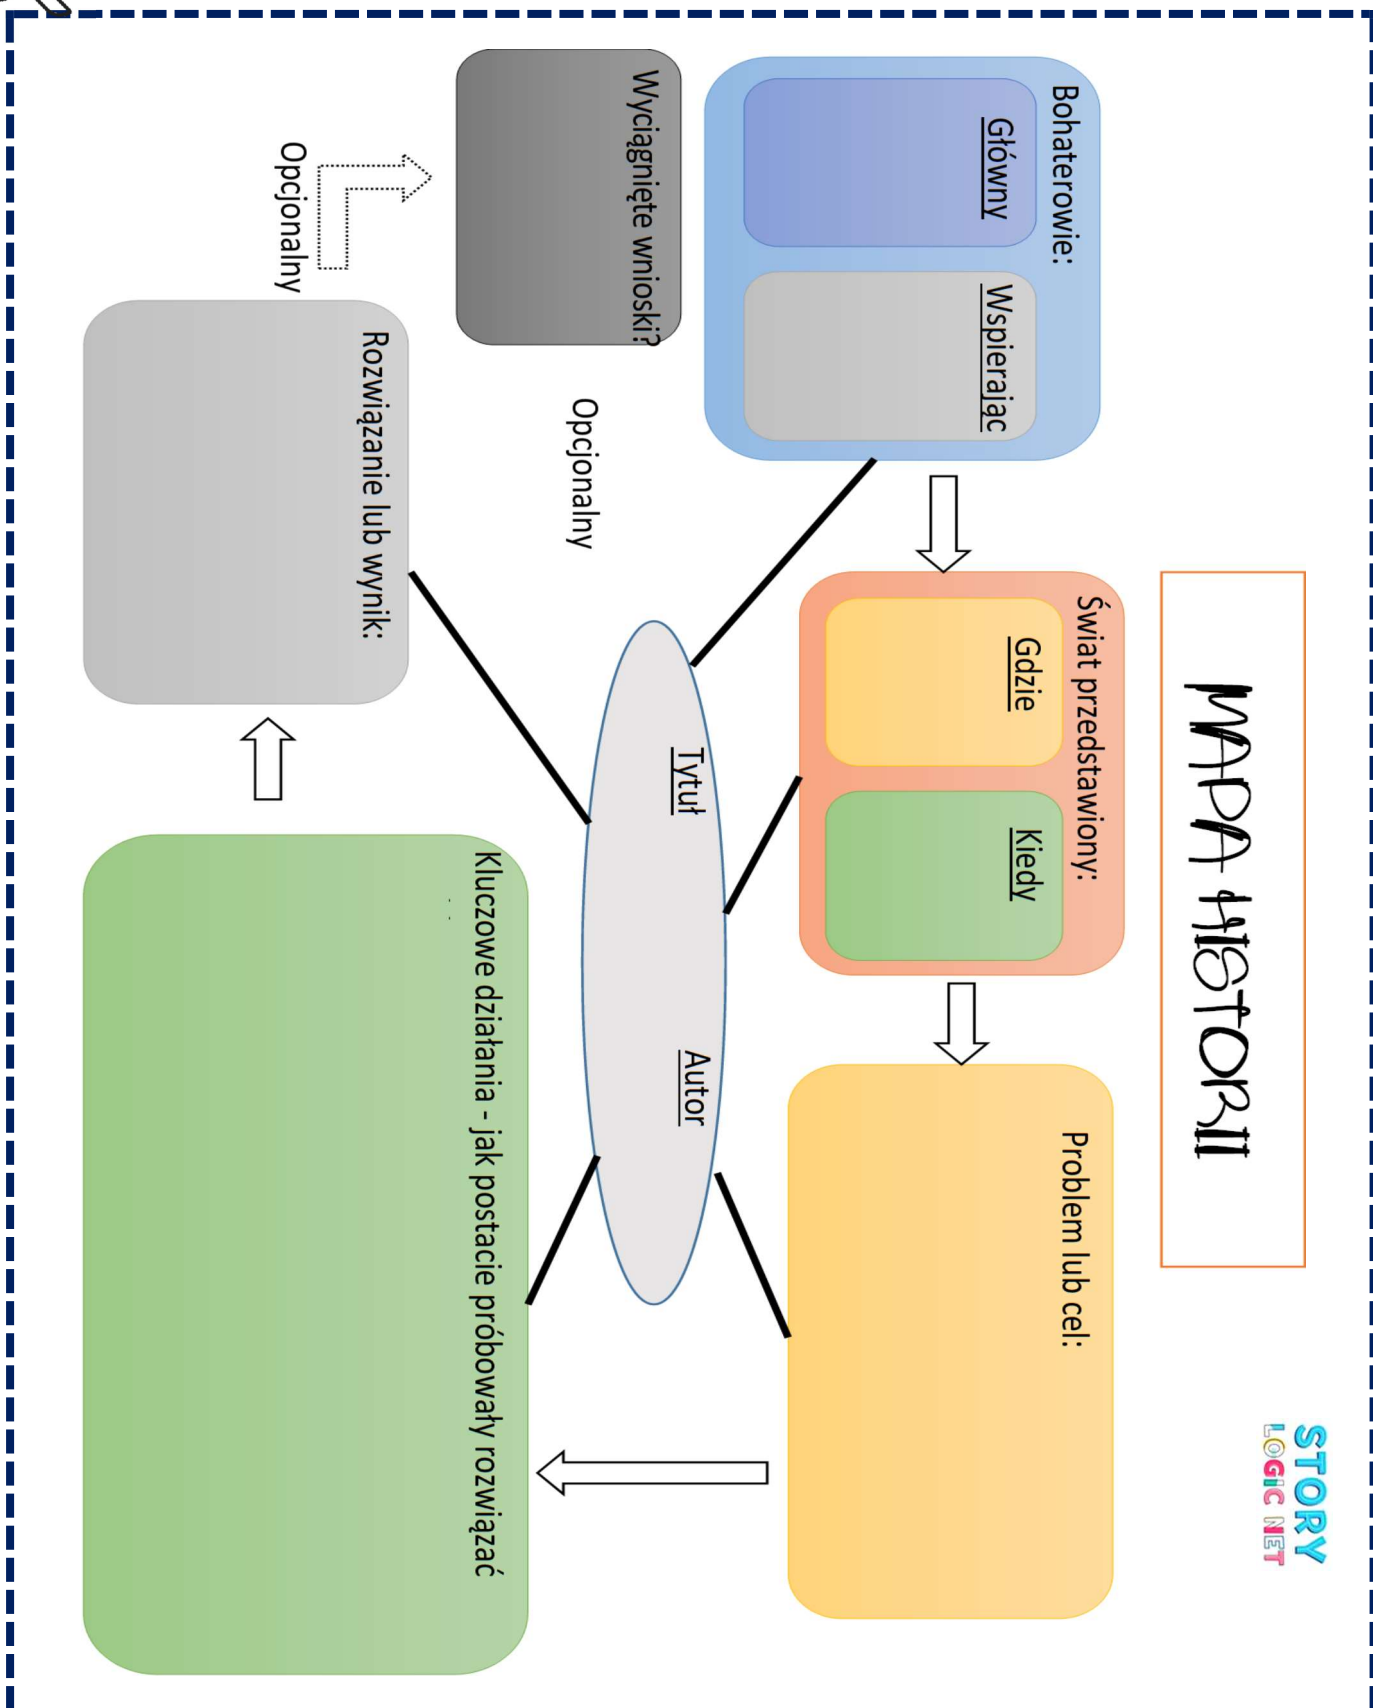 MAPA HISTORII
STORY
LOGIC NET
Bohaterowie:
Główny
Wspierając
Świat przedstawiony:
Gdzie
Kiedy
Problem lub cel:
Tytuł
Autor
Wyciągnięte wnioski?
Opcjonalny
Opcjonalny
Rozwiązanie lub wynik:
Kluczowe działania - jak postacie próbowały rozwiązać